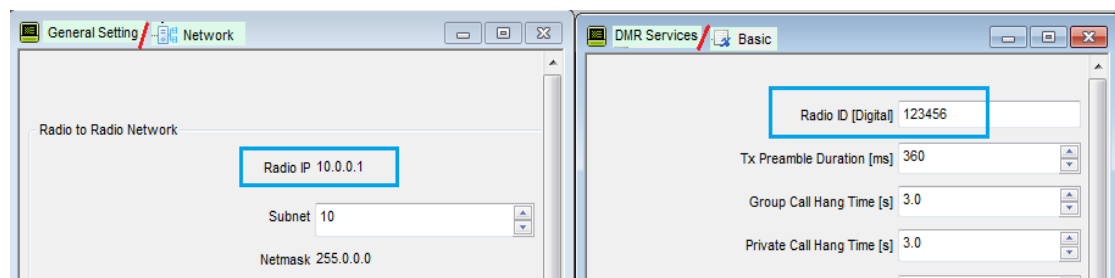 General Setting Network
Radio to Radio Network
Radio IP 10.0.0.1
Subnet 10
Netmask 255.0.0.0
DMR Services Basic
Radio ID [Digital] 123456
Tx Preamble Duration [ms] 360
Group Call Hang Time [s] 3.0
Private Call Hang Time [s] 3.0